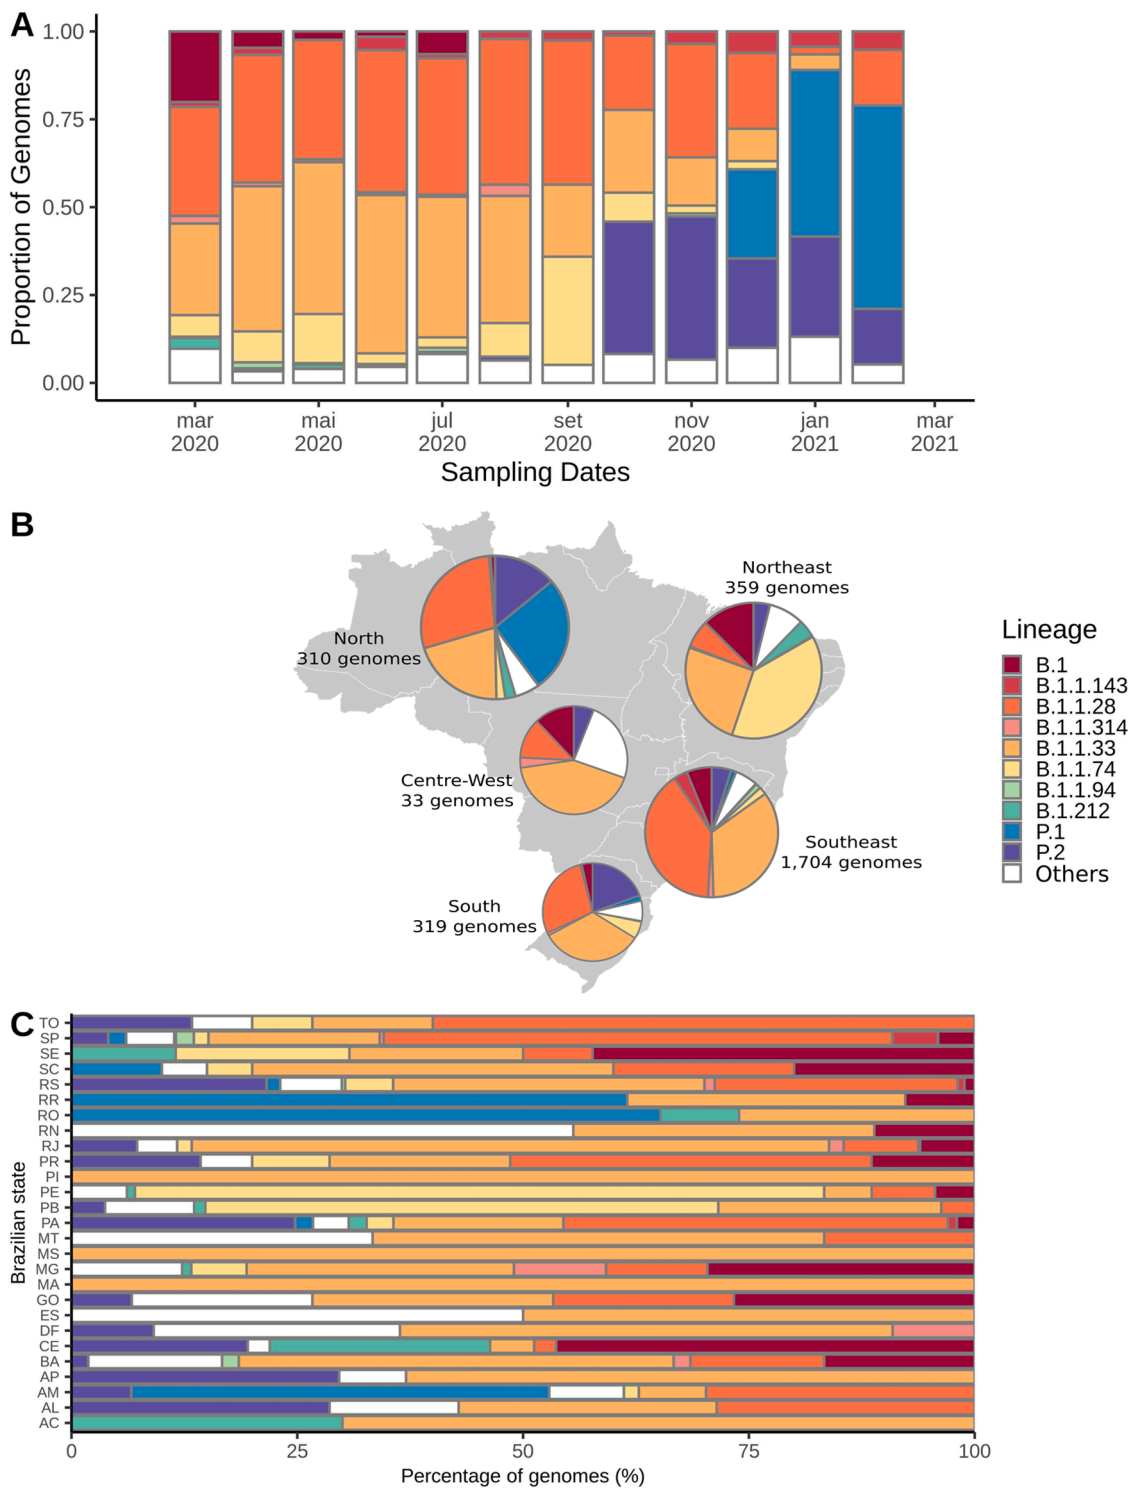 A
1.00
0.75
0.50
0.25
0.00
Proportion of Genomes
mar
2020
mai
2020
jul
2020
set
2020
nov
2020
jan
2021
mar
2021
Sampling Dates
B
North
310 genomes
Northeast
359 genomes
Centre-West
33 genomes
Southeast
1,704 genomes
South
319 genomes
Lineage
B.1
B.1.1.143
B.1.1.28
B.1.1.314
B.1.1.33
B.1.1.74
B.1.1.94
B.1.212
P.1
P.2
Others
C
Brazilian state
TO
SP
SE
SC
RS
RR
RO
RN
RJ
PR
PI
PE
PB
PA
MT
MS
MG
MA
GO
ES
DF
CE
BA
AP
AM
AL
AC
0
25
50
75
100
Percentage of genomes (%)